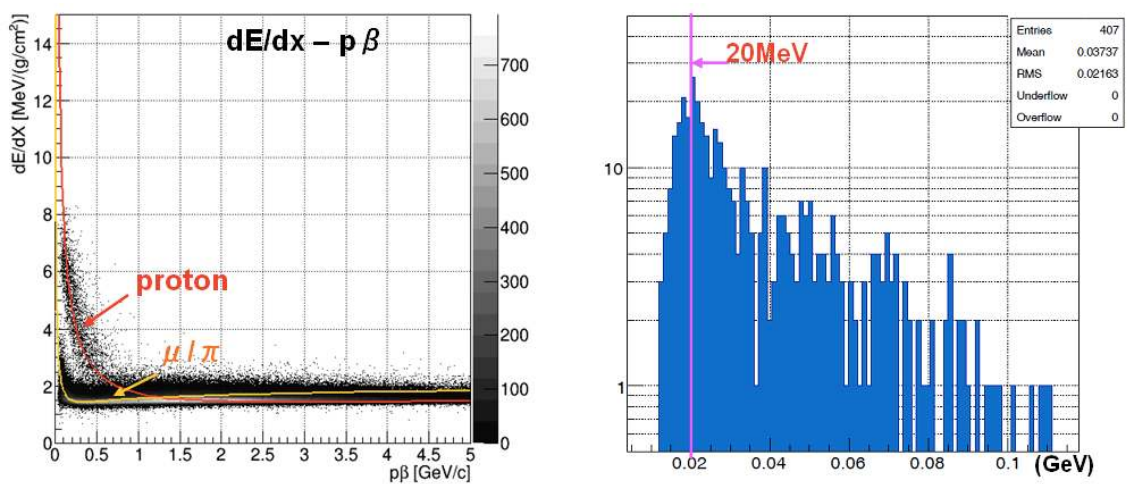 dE/dx – p β
14
12
10
8
6
4
2
0
dE/dX [MeV/(g/cm²)]
proton
μ / π
0 0.5 1 1.5 2 2.5 3 3.5 4 4.5 5
pβ [GeV/c]
700
600
500
400
300
200
100
0
20MeV
Entries 407
Mean 0.03737
RMS 0.02163
Underflow 0
Overflow 0
10
1
0.02 0.04 0.06 0.08 0.1 (GeV)